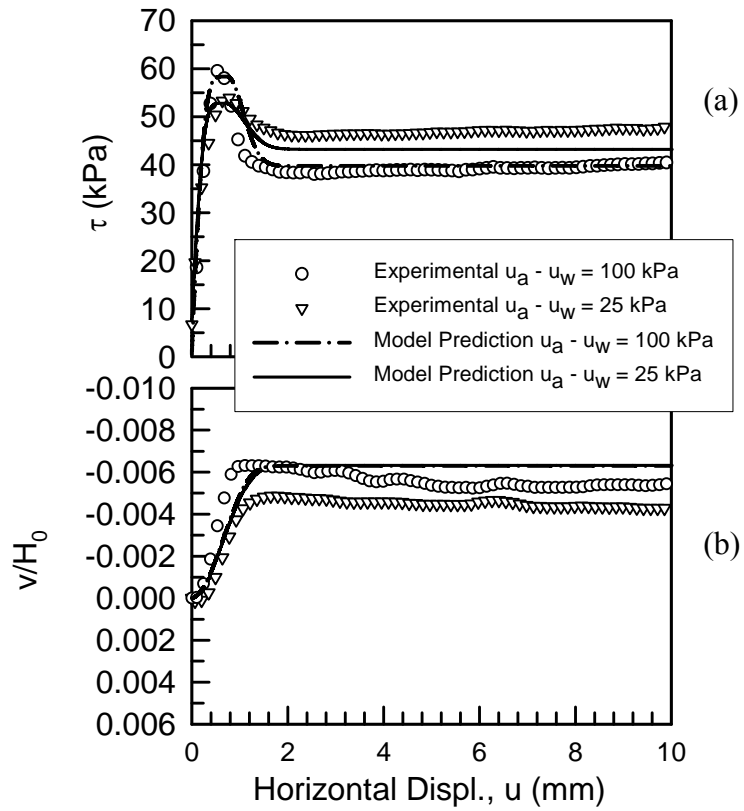 70
60
50
40
30
20
10
0
τ (kPa)
(a)
Experimental u_a - u_w = 100 kPa
Experimental u_a - u_w = 25 kPa
Model Prediction u_a - u_w = 100 kPa
Model Prediction u_a - u_w = 25 kPa
-0.010
-0.008
-0.006
-0.004
-0.002
0.000
0.002
0.004
0.006
v/H_0
(b)
0 2 4 6 8 10
Horizontal Displ., u (mm)